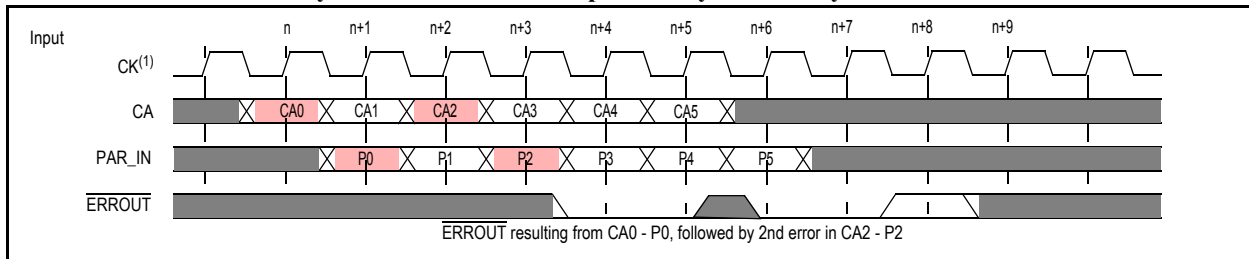 n n+1 n+2 n+3 n+4 n+5 n+6 n+7 n+8 n+9
Input
CK(1)
CA CA0 CA1 CA2 CA3 CA4 CA5
PAR_IN P0 P1 P2 P3 P4 P5
ERROUT
ERROUT resulting from CA0 - P0, followed by 2nd error in CA2 - P2